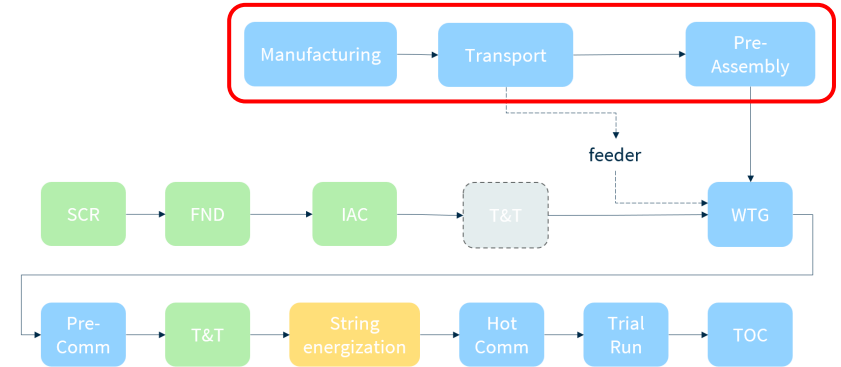 Manufacturing
Transport
Pre-
Assembly
feeder
SCR
FND
IAC
T&T
WTG
Pre-
Comm
T&T
String
energization
Hot
Comm
Trial
Run
TOC